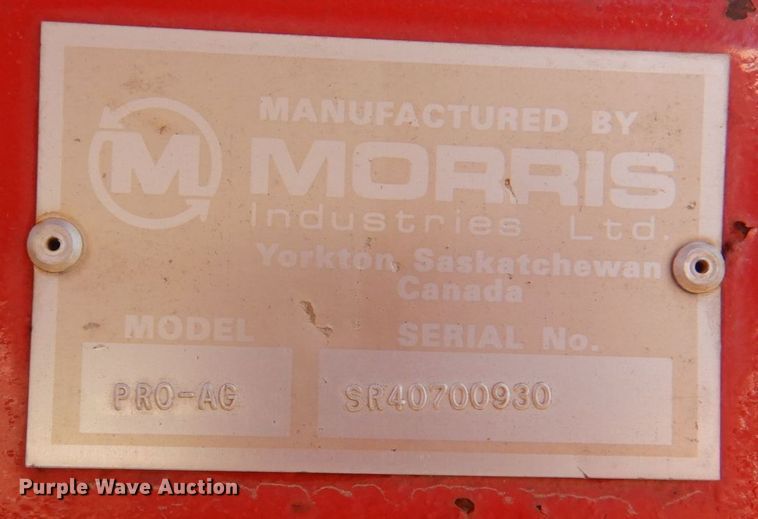 MANUFACTURED BY
M MORRIS
Industries Ltd.
Yorkton, Saskatchewan
Canada
MODEL SERIAL No.
PRO-AG SR40700930
Purple Wave Auction